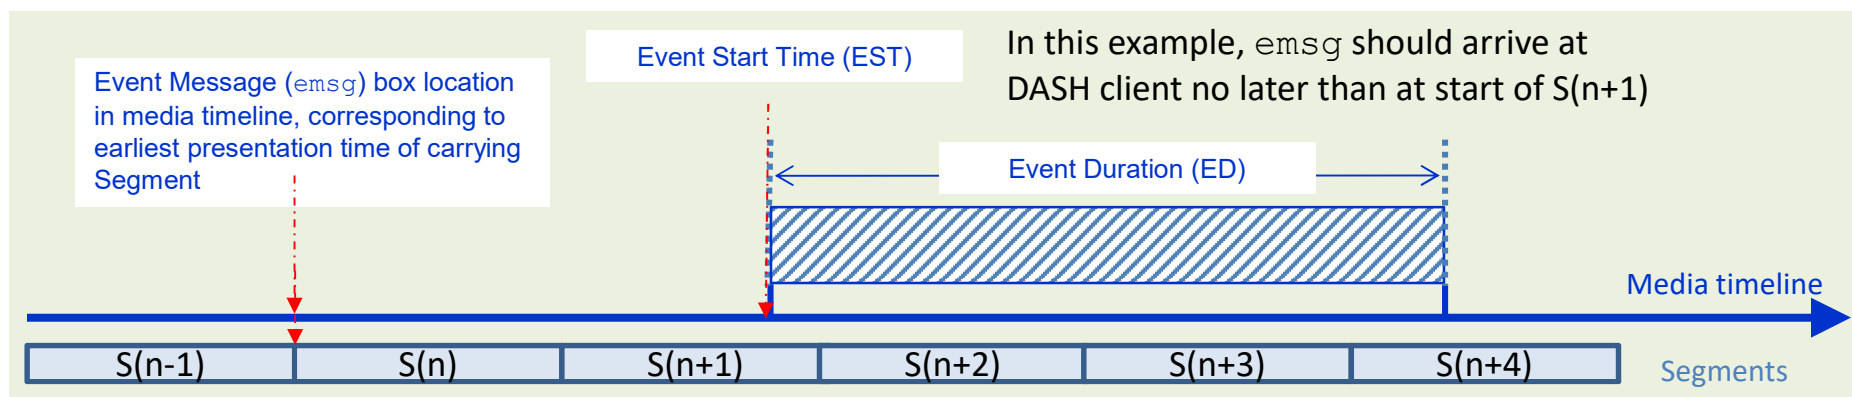 Event Message (emsg) box location
in media timeline, corresponding to
earliest presentation time of carrying
Segment
Event Start Time (EST)
In this example, emsg should arrive at
DASH client no later than at start of S(n+1)
Event Duration (ED)
Media timeline
S(n-1)
S(n)
S(n+1)
S(n+2)
S(n+3)
S(n+4)
Segments